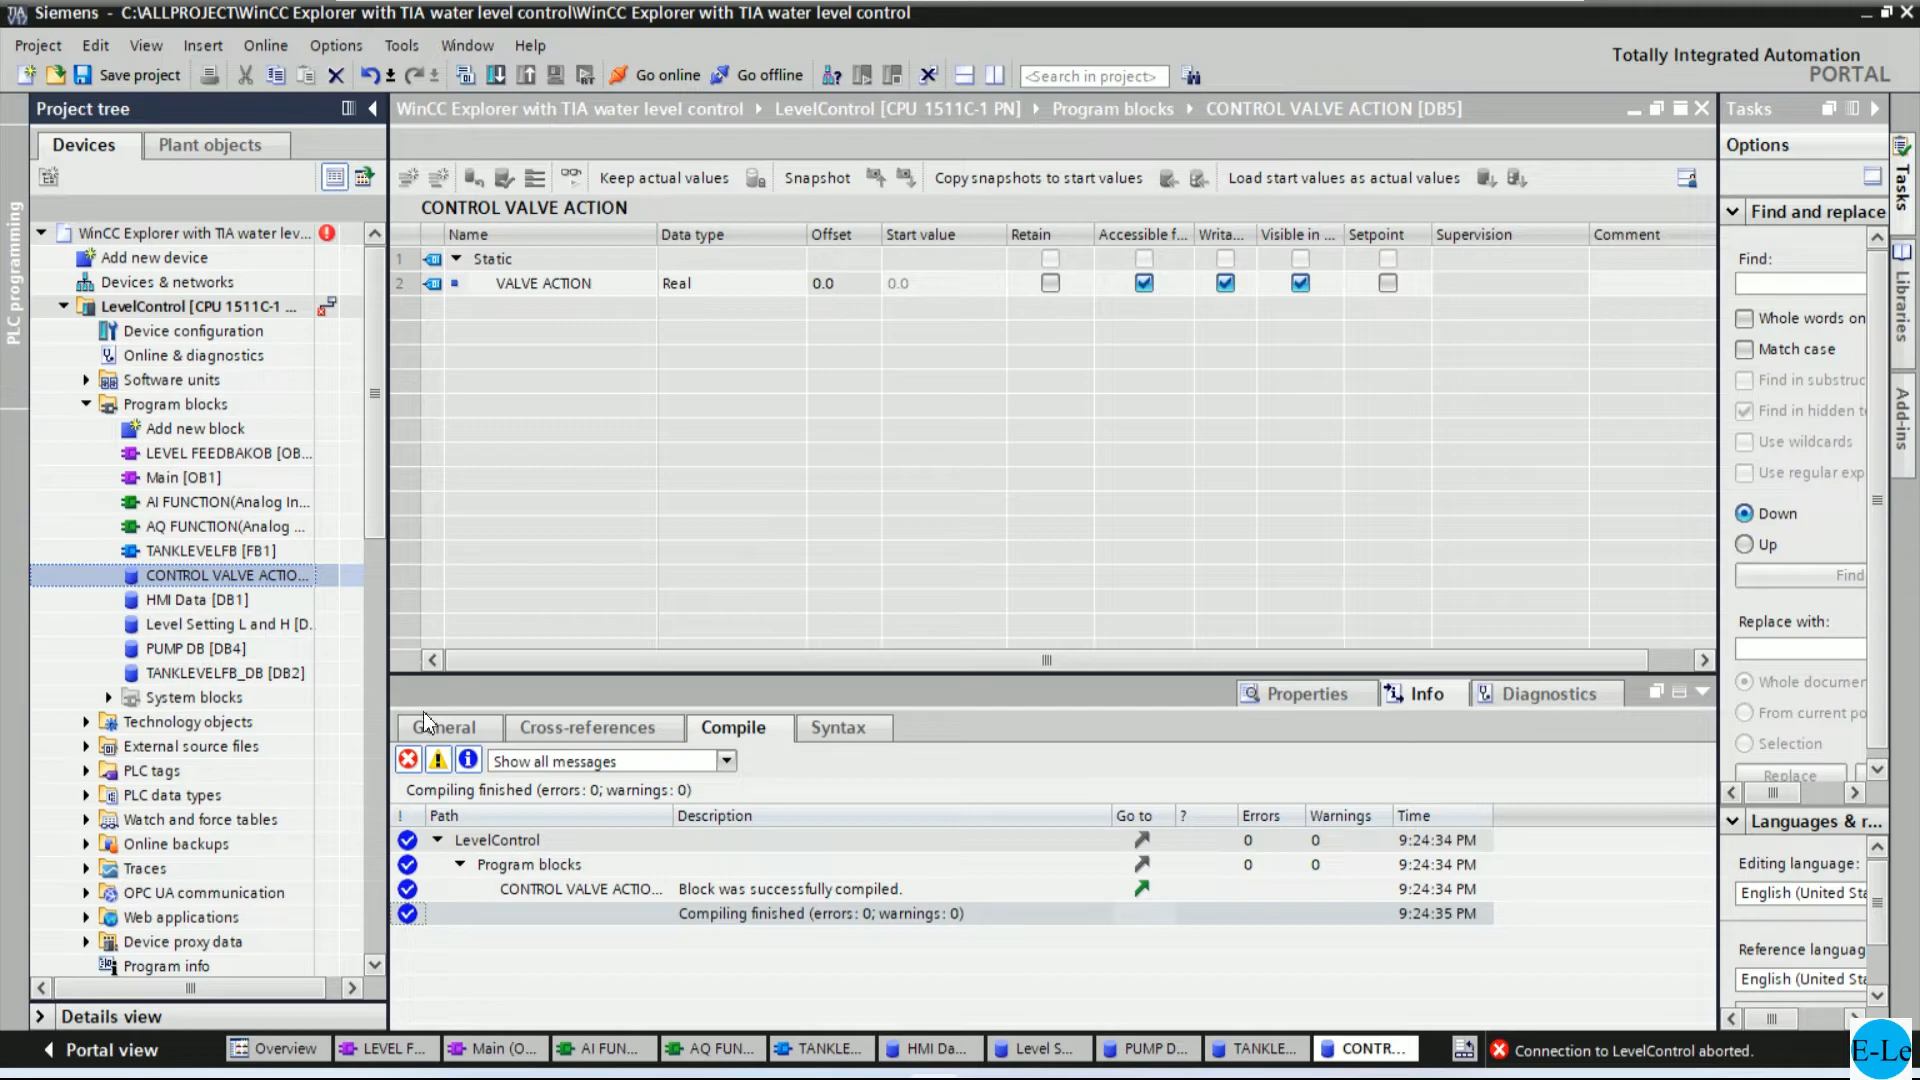 Siemens - C:\ALLPROJECT\WinCC Explorer with TIA water level control\WinCC Explorer with TIA water level control
Project Edit View Insert Online Options Tools Window Help
Totally Integrated Automation
PORTAL
Save project Go online Go offline <Search in project>
Project tree
WinCC Explorer with TIA water level control LevelControl [CPU 1511C-1 PN] Program blocks CONTROL VALVE ACTION [DB5]
Tasks
Devices Plant objects
Options
Keep actual values Snapshot Copy snapshots to start values Load start values as actual values
CONTROL VALVE ACTION
Name Data type Offset Start value Retain Accessible f... Writa... Visible in ... Setpoint Supervision Comment
1 Static
2 VALVE ACTION Real 0.0 0.0
PLC programming
WinCC Explorer with TIA water lev...
Add new device
Devices & networks
LevelControl [CPU 1511C-1 ...
Device configuration
Online & diagnostics
Software units
Program blocks
Add new block
LEVEL FEEDBAKOB [OB...
Main [OB1]
AI FUNCTION(Analog In...
AQ FUNCTION(Analog ...
TANKLEVELFB [FB1]
CONTROL VALVE ACTIO...
HMI Data [DB1]
Level Setting L and H [D.
PUMP DB [DB4]
TANKLEVELFB_DB [DB2]
System blocks
Technology objects
External source files
PLC tags
PLC data types
Watch and force tables
Online backups
Traces
OPC UA communication
Web applications
Device proxy data
Program info
Details view
Find and replace
Find:
Whole words on
Match case
Find in substruc
Find in hidden t
Use wildcards
Use regular exp
Down
Up
Find
Replace with:
Whole documen
From current po
Selection
Replace
Languages & r...
Editing language:
English (United Sta
Reference languag
English (United Sta
Tasks
Libraries
Add-ins
Properties Info Diagnostics
General Cross-references Compile Syntax
Show all messages
Compiling finished (errors: 0; warnings: 0)
! Path Description Go to ? Errors Warnings Time
LevelControl 0 0 9:24:34 PM
Program blocks 0 0 9:24:34 PM
CONTROL VALVE ACTIO... Block was successfully compiled. 9:24:34 PM
Compiling finished (errors: 0; warnings: 0) 9:24:35 PM
Portal view Overview LEVEL F... Main (O... AI FUN... AQ FUN... TANKLE... HMI Da... Level S... PUMP D... TANKLE... CONTR... Connection to LevelControl aborted.
E-Le